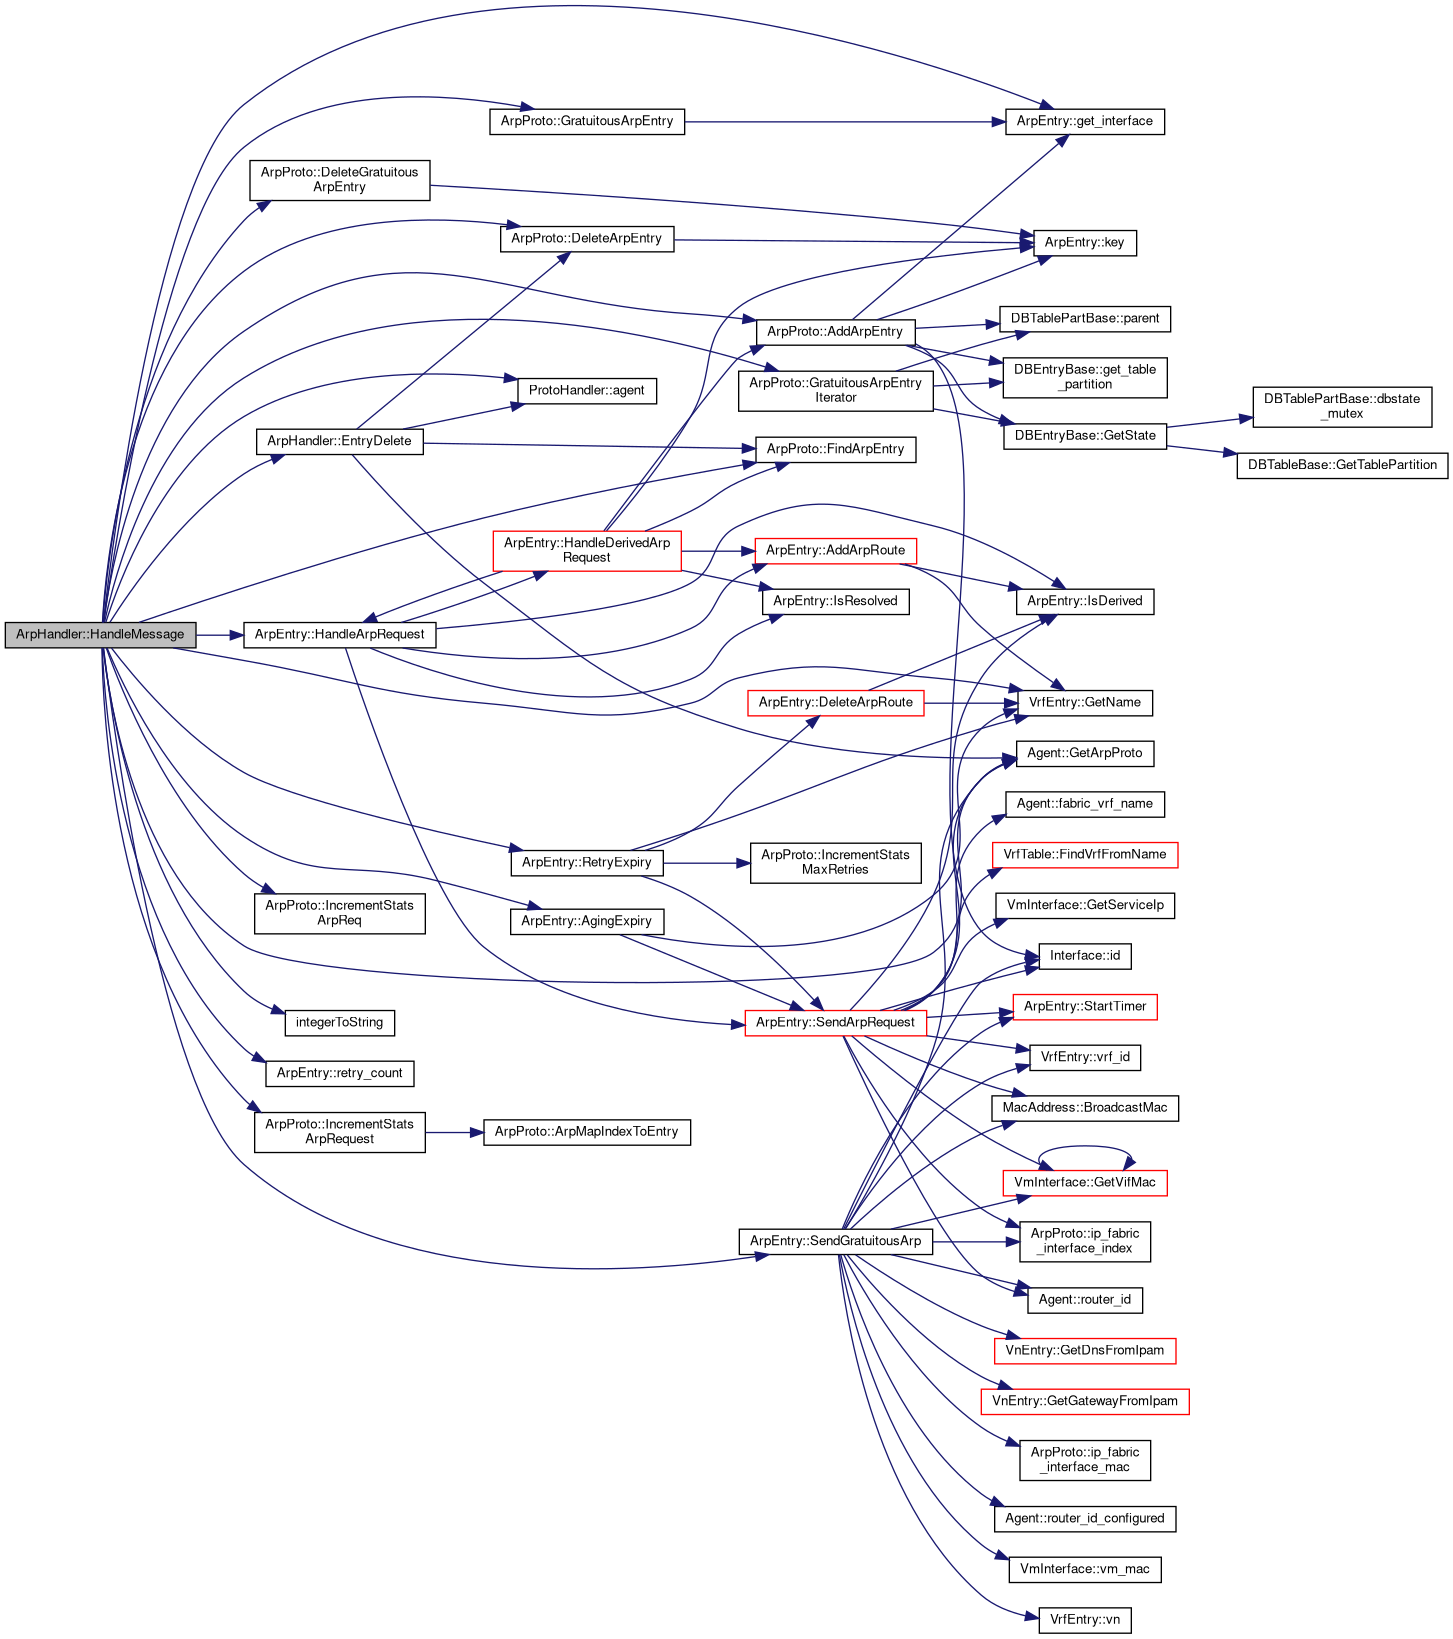 ArpProto::GratuitousArpEntry
ArpEntry::get_interface
ArpProto::DeleteGratuitous
ArpEntry
ArpProto::DeleteArpEntry
ArpEntry::key
DBTablePartBase::parent
ArpProto::AddArpEntry
DBEntryBase::get_table
_partition
ArpProto::GratuitousArpEntry
Iterator
ProtoHandler::agent
DBTablePartBase::dbstate
_mutex
DBEntryBase::GetState
ArpHandler::EntryDelete
ArpProto::FindArpEntry
DBTableBase::GetTablePartition
ArpEntry::HandleDerivedArp
Request
ArpEntry::AddArpRoute
ArpEntry::IsResolved
ArpEntry::IsDerived
ArpHandler::HandleMessage
ArpEntry::HandleArpRequest
ArpEntry::DeleteArpRoute
VrfEntry::GetName
Agent::GetArpProto
Agent::fabric_vrf_name
VrfTable::FindVrfFromName
ArpEntry::RetryExpiry
ArpProto::IncrementStats
MaxRetries
ArpProto::IncrementStats
ArpReq
ArpEntry::AgingExpiry
VmInterface::GetServiceIp
Interface::id
ArpEntry::StartTimer
integerToString
ArpEntry::SendArpRequest
VrfEntry::vrf_id
ArpEntry::retry_count
MacAddress::BroadcastMac
ArpProto::IncrementStats
ArpRequest
ArpProto::ArpMapIndexToEntry
VmInterface::GetVifMac
ArpEntry::SendGratuitousArp
ArpProto::ip_fabric
_interface_index
Agent::router_id
VnEntry::GetDnsFromIpam
VnEntry::GetGatewayFromIpam
ArpProto::ip_fabric
_interface_mac
Agent::router_id_configured
VmInterface::vm_mac
VrfEntry::vn